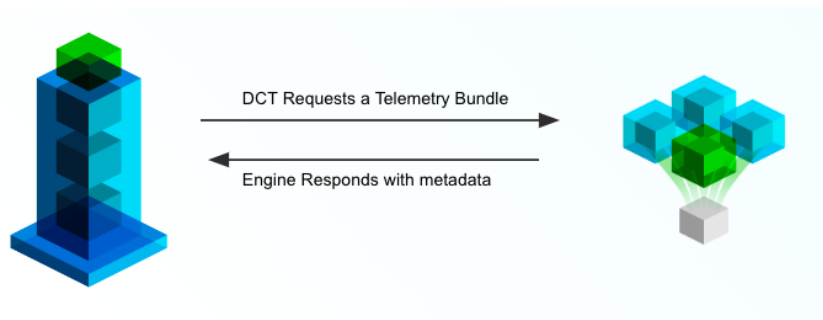 DCT Requests a Telemetry Bundle
Engine Responds with metadata